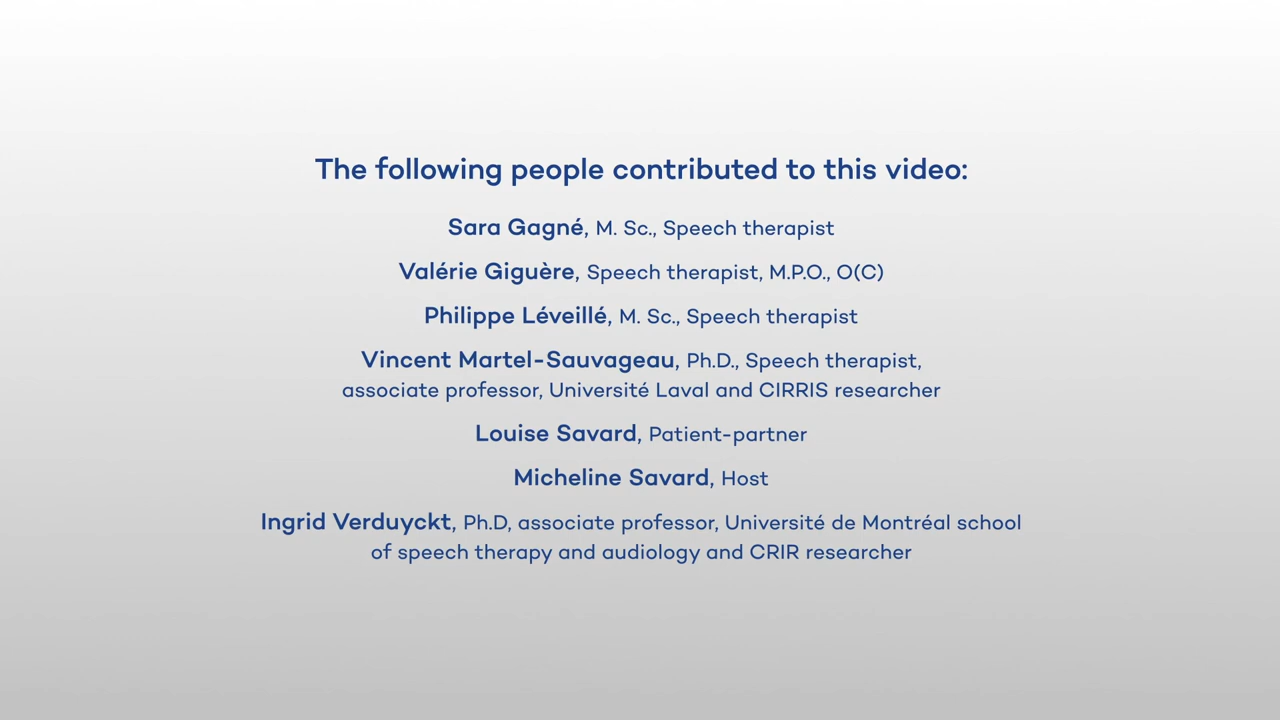 The following people contributed to this video:
Sara Gagné, M. Sc., Speech therapist
Valérie Giguère, Speech therapist, M.P.O., O(C)
Philippe Léveillé, M. Sc., Speech therapist
Vincent Martel-Sauvageau, Ph.D., Speech therapist,
associate professor, Université Laval and CIRRIS researcher
Louise Savard, Patient-partner
Micheline Savard, Host
Ingrid Verduyckt, Ph.D, associate professor, Université de Montréal school
of speech therapy and audiology and CRIR researcher